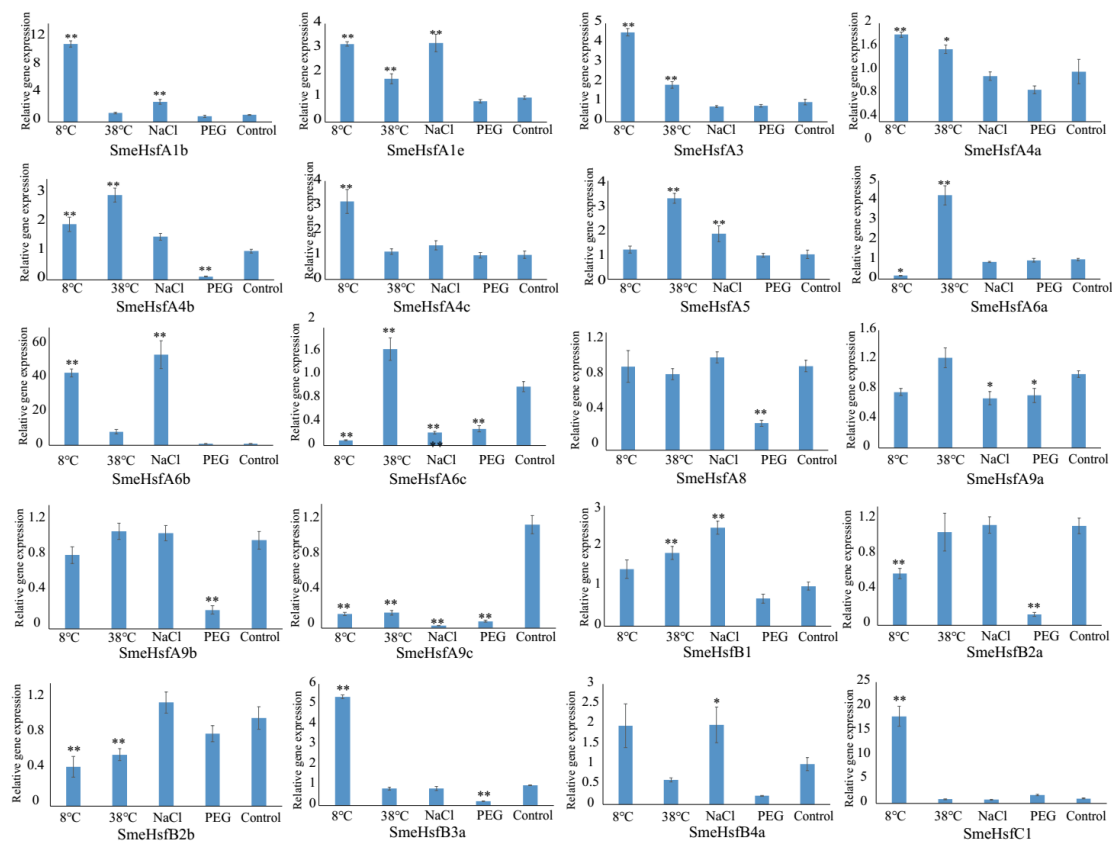 Relative gene expression
12
8
4
2
0
**
**
8℃ 38℃ NaCl PEG Control
SmeHsfA1b
Relative gene expression
4
3
2
1
0
**
**
**
8℃ 38℃ NaCl PEG Control
SmeHsfA1e
Relative gene expression
5
4
3
2
1
0
**
**
8℃ 38℃ NaCl PEG Control
SmeHsfA3
Relative gene expression
2
1.6
1.2
1
0.8
0.4
0
**
*
8℃ 38℃ NaCl PEG Control
SmeHsfA4a
Relative gene expression
3
2
1
0
**
**
**
8℃ 38℃ NaCl PEG Control
SmeHsfA4b
Relative gene expression
4
3
2
1
0
**
8℃ 38℃ NaCl PEG Control
SmeHsfA4c
Relative gene expression
4
3
2
1
0
**
**
8℃ 38℃ NaCl PEG Control
SmeHsfA5
Relative gene expression
5
4
3
2
1
0
*
**
8℃ 38℃ NaCl PEG Control
SmeHsfA6a
Relative gene expression
60
40
20
0
**
**
8℃ 38℃ NaCl PEG Control
SmeHsfA6b
Relative gene expression
2
1.6
1.2
1
0.4
0
**
**
**
**
**
8℃ 38℃ NaCl PEG Control
SmeHsfA6c
Relative gene expression
1.2
0.8
0.4
0
**
8℃ 38℃ NaCl PEG Control
SmeHsfA8
Relative gene expression
1.6
1.2
0.8
0.4
0
*
*
8℃ 38℃ NaCl PEG Control
SmeHsfA9a
Relative gene expression
1.2
0.8
0.4
0
**
8℃ 38℃ NaCl PEG Control
SmeHsfA9b
Relative gene expression
1.2
0.8
0.4
0
**
**
**
**
8℃ 38℃ NaCl PEG Control
SmeHsfA9c
Relative gene expression
3
2
1
0
**
**
8℃ 38℃ NaCl PEG Control
SmeHsfB1
Relative gene expression
1.2
0.8
0.4
0
**
**
8℃ 38℃ NaCl PEG Control
SmeHsfB2a
Relative gene expression
1.2
0.8
0.4
0
**
**
8℃ 38℃ NaCl PEG Control
SmeHsfB2b
Relative gene expression
6
5
4
3
2
1
0
**
**
8℃ 38℃ NaCl PEG Control
SmeHsfB3a
Relative gene expression
3
2.5
2
1.5
1
0.5
0
*
8℃ 38℃ NaCl PEG Control
SmeHsfB4a
Relative gene expression
25
20
15
10
5
0
**
8℃ 38℃ NaCl PEG Control
SmeHsfC1